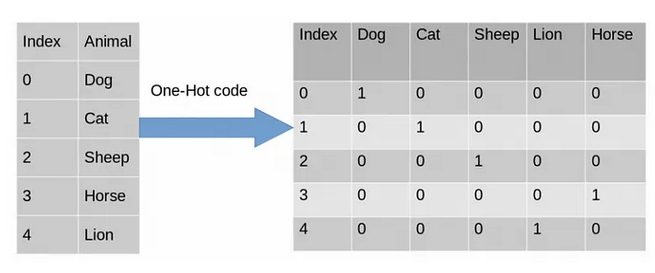 Index Animal
0 Dog
1 Cat
2 Sheep
3 Horse
4 Lion
One-Hot code
Index Dog Cat Sheep Lion Horse
0 1 0 0 0 0
1 0 1 0 0 0
2 0 0 1 0 0
3 0 0 0 0 1
4 0 0 0 1 0